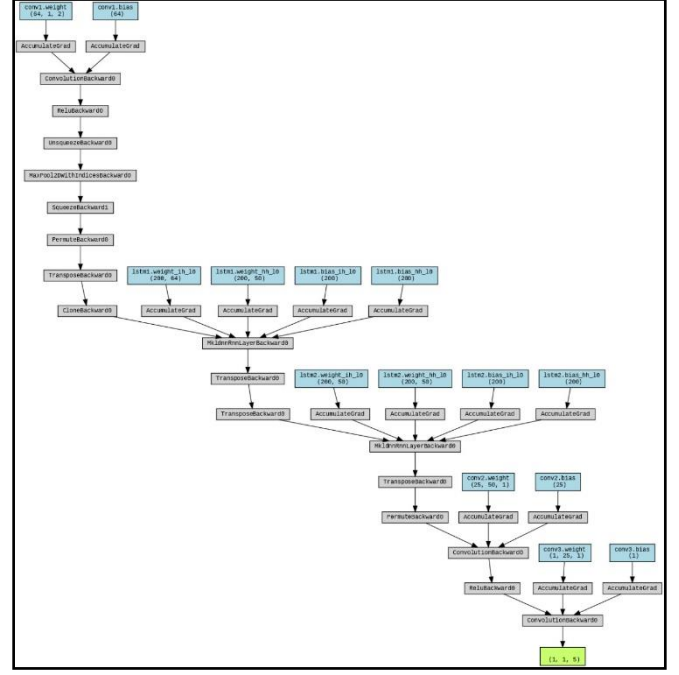 conv1.weight
(64, 1, 2)
conv1.bias
(64)
AccumulateGrad
AccumulateGrad
ConvolutionBackward0
ReluBackward0
UnsqueezeBackward0
MaxPool2DWithIndicesBackward0
SqueezeBackward1
PermuteBackward0
TransposeBackward0
lstm1.weight_ih_l0
(200, 64)
lstm1.weight_hh_l0
(200, 50)
lstm1.bias_ih_l0
(200)
lstm1.bias_hh_l0
(200)
CloneBackward0
AccumulateGrad
AccumulateGrad
AccumulateGrad
AccumulateGrad
MkldnnRnnLayerBackward0
TransposeBackward0
lstm2.weight_ih_l0
(200, 50)
lstm2.weight_hh_l0
(200, 50)
lstm2.bias_ih_l0
(200)
lstm2.bias_hh_l0
(200)
TransposeBackward0
AccumulateGrad
AccumulateGrad
AccumulateGrad
AccumulateGrad
MkldnnRnnLayerBackward0
TransposeBackward0
conv2.weight
(25, 50, 1)
conv2.bias
(25)
PermuteBackward0
AccumulateGrad
AccumulateGrad
ConvolutionBackward0
conv3.weight
(1, 25, 1)
conv3.bias
(1)
ReluBackward0
AccumulateGrad
AccumulateGrad
ConvolutionBackward0
(1, 1, 5)